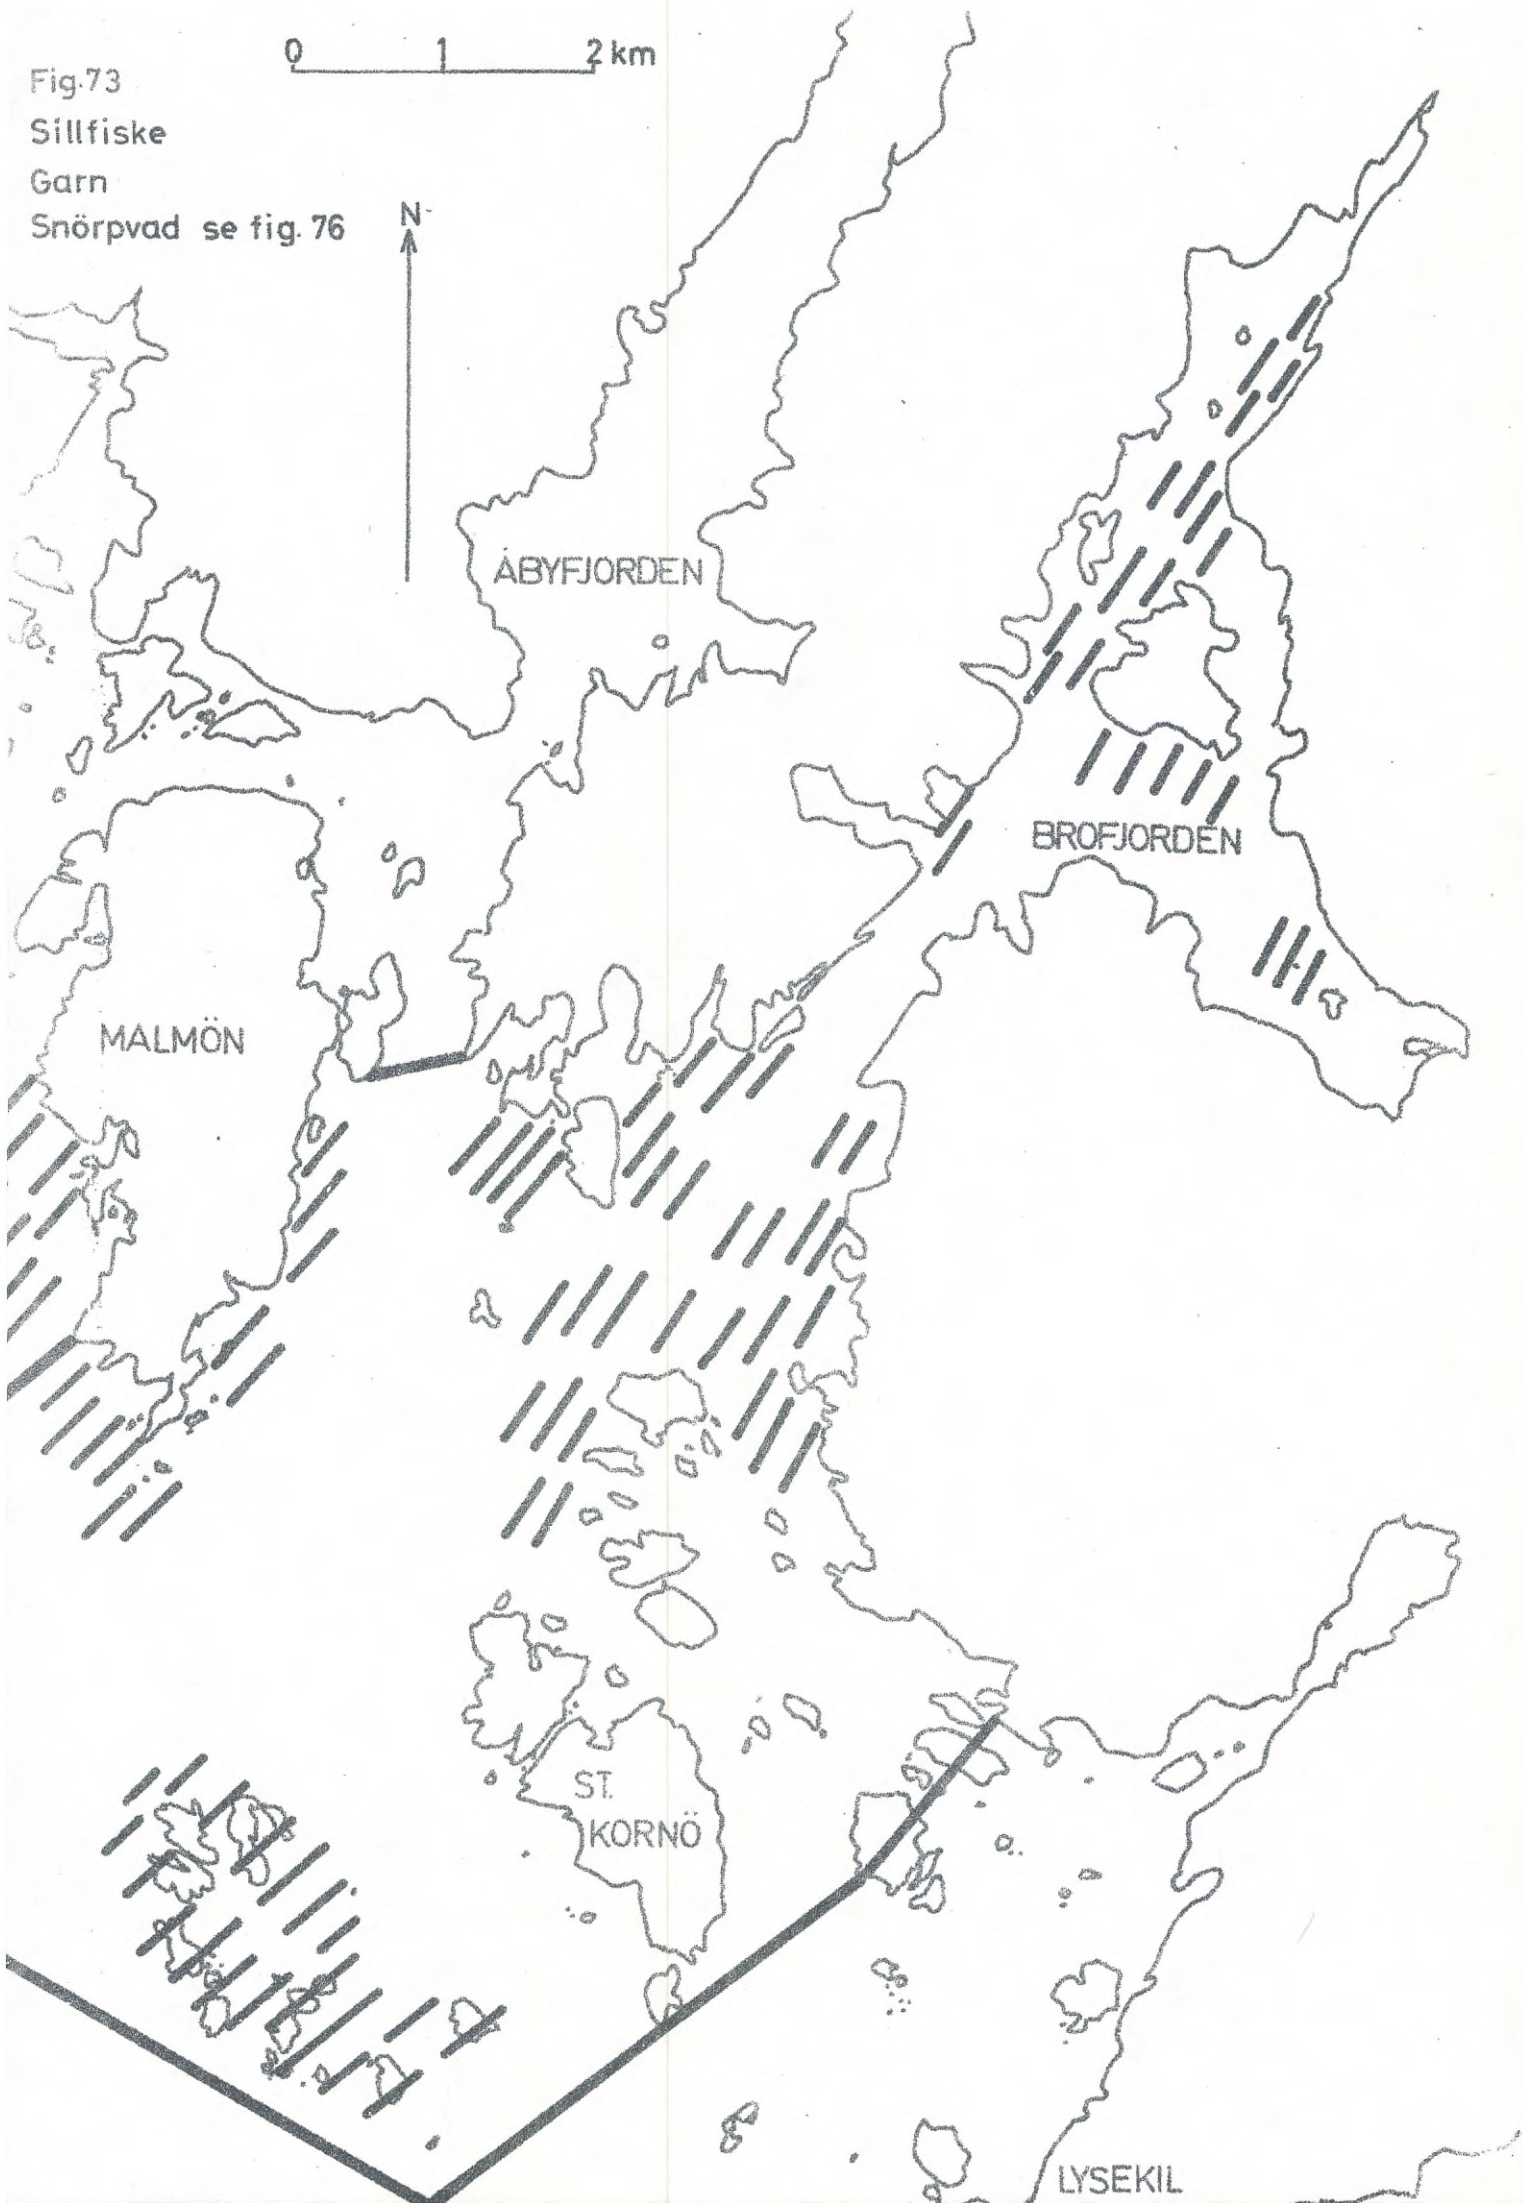 0 1 2 km
Fig. 73
Sillfiske
Garn
Snörpvad se fig. 76
N
ÅBYFJORDEN
BROFJORDEN
MALMÖN
ST.
KORNÖ
LYSEKIL